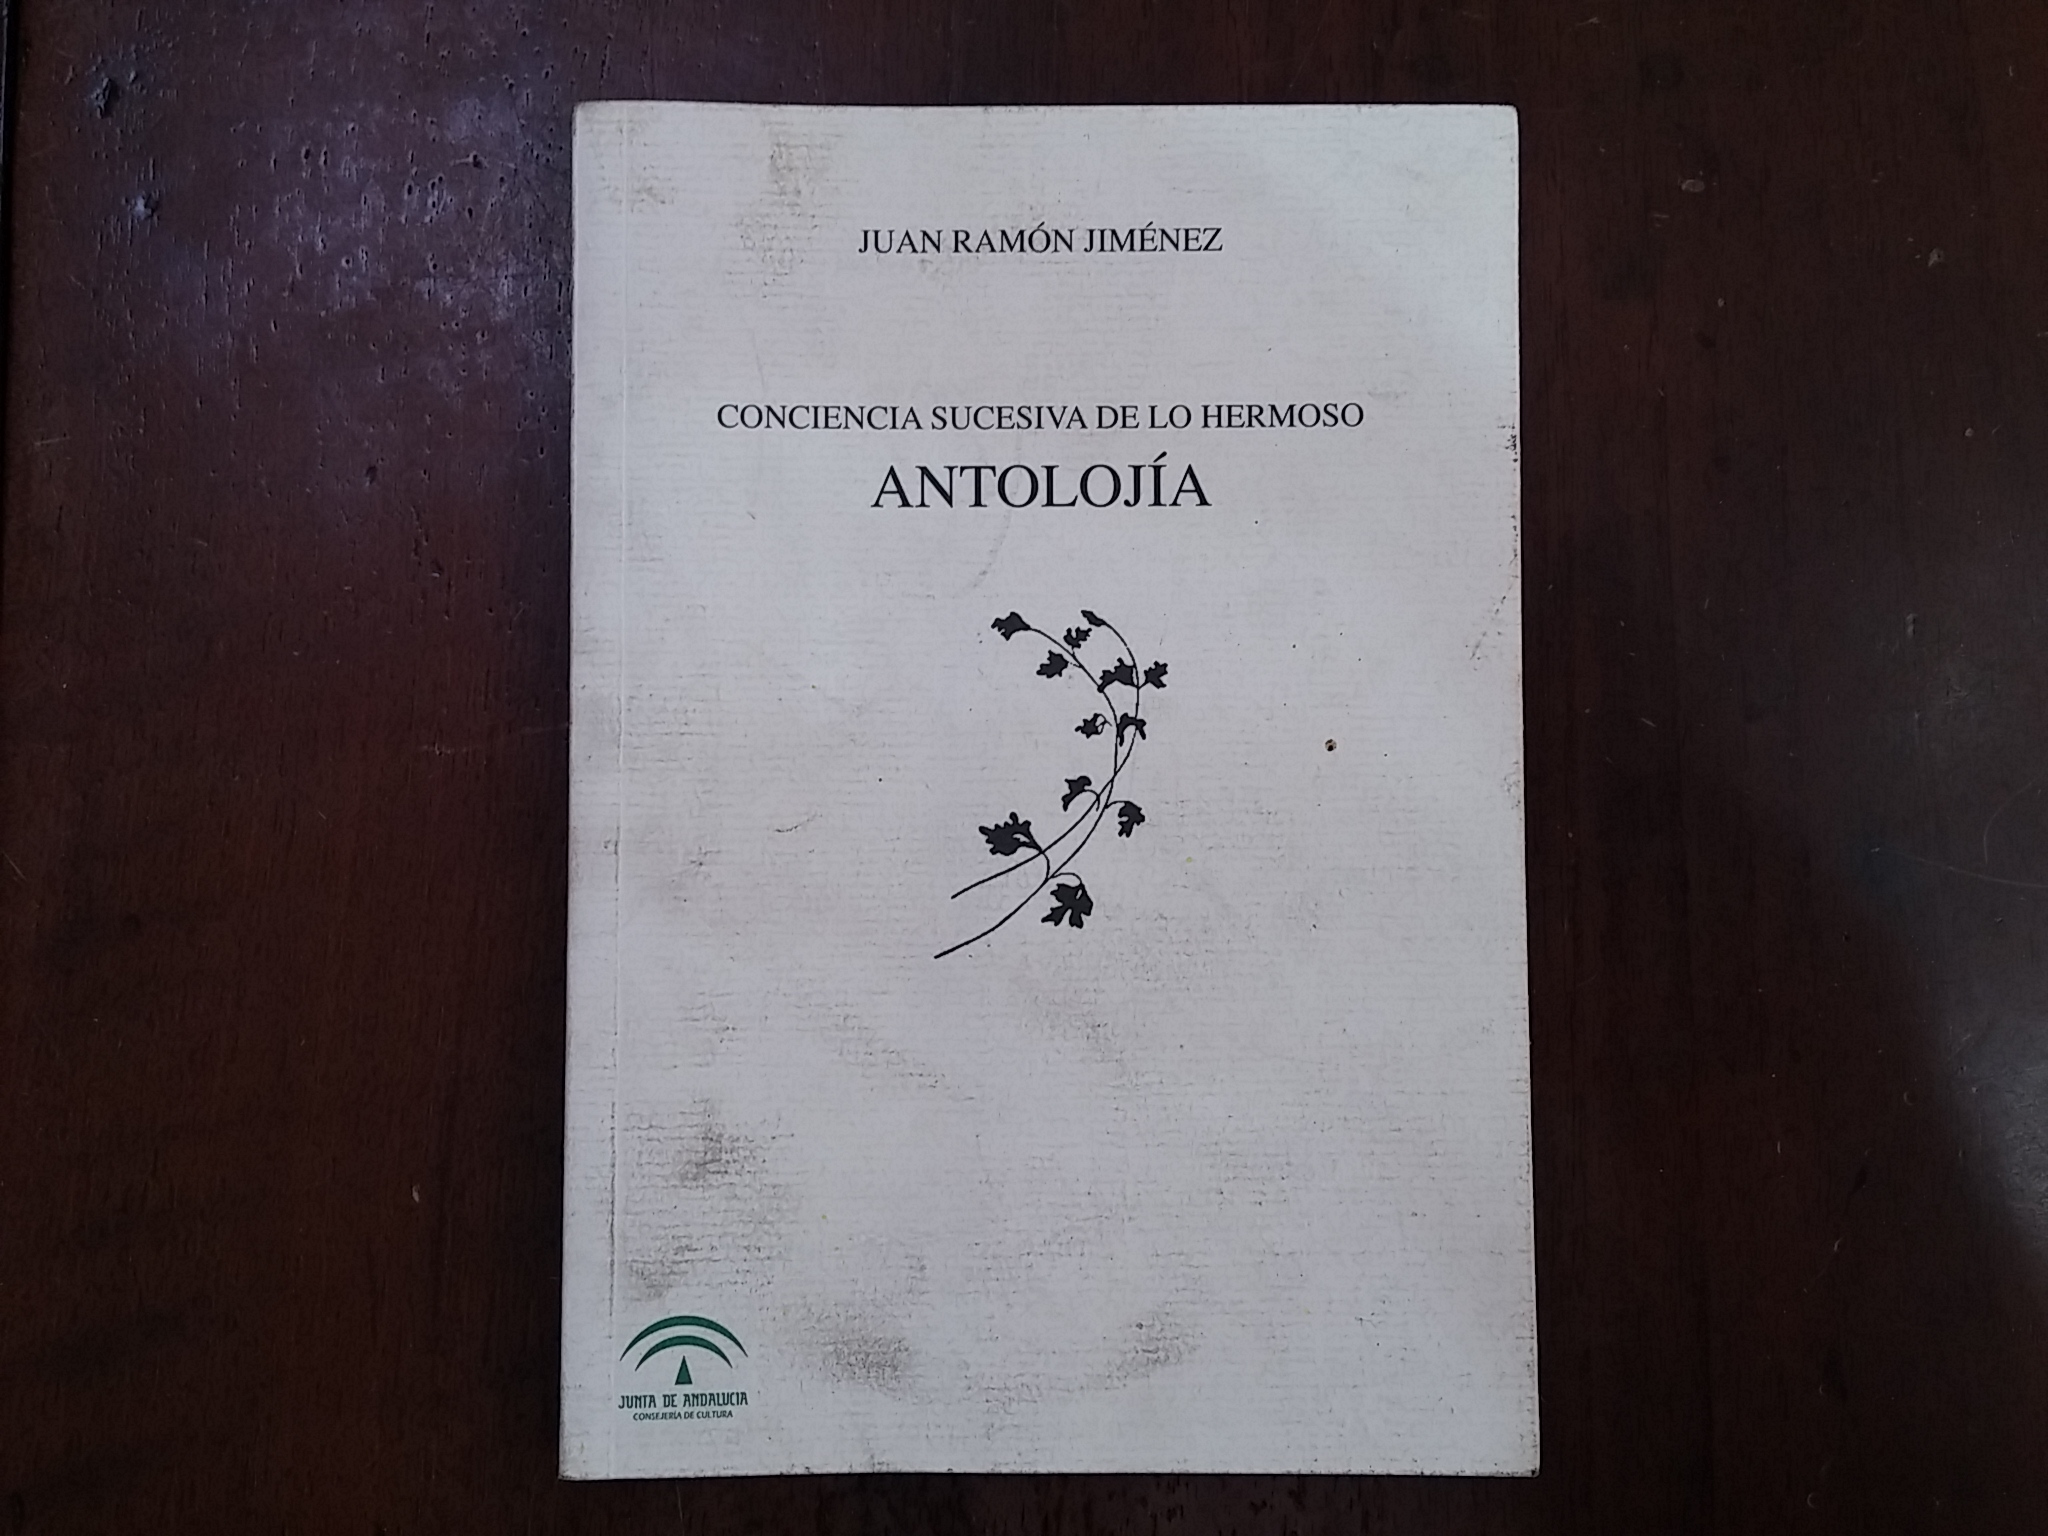 JUAN RAMÓN JIMÉNEZ
CONCIENCIA SUCESIVA DE LO HERMOSO
ANTOLOJÍA
JUNTA DE ANDALUCIA
CONSEJERÍA DE CULTURA